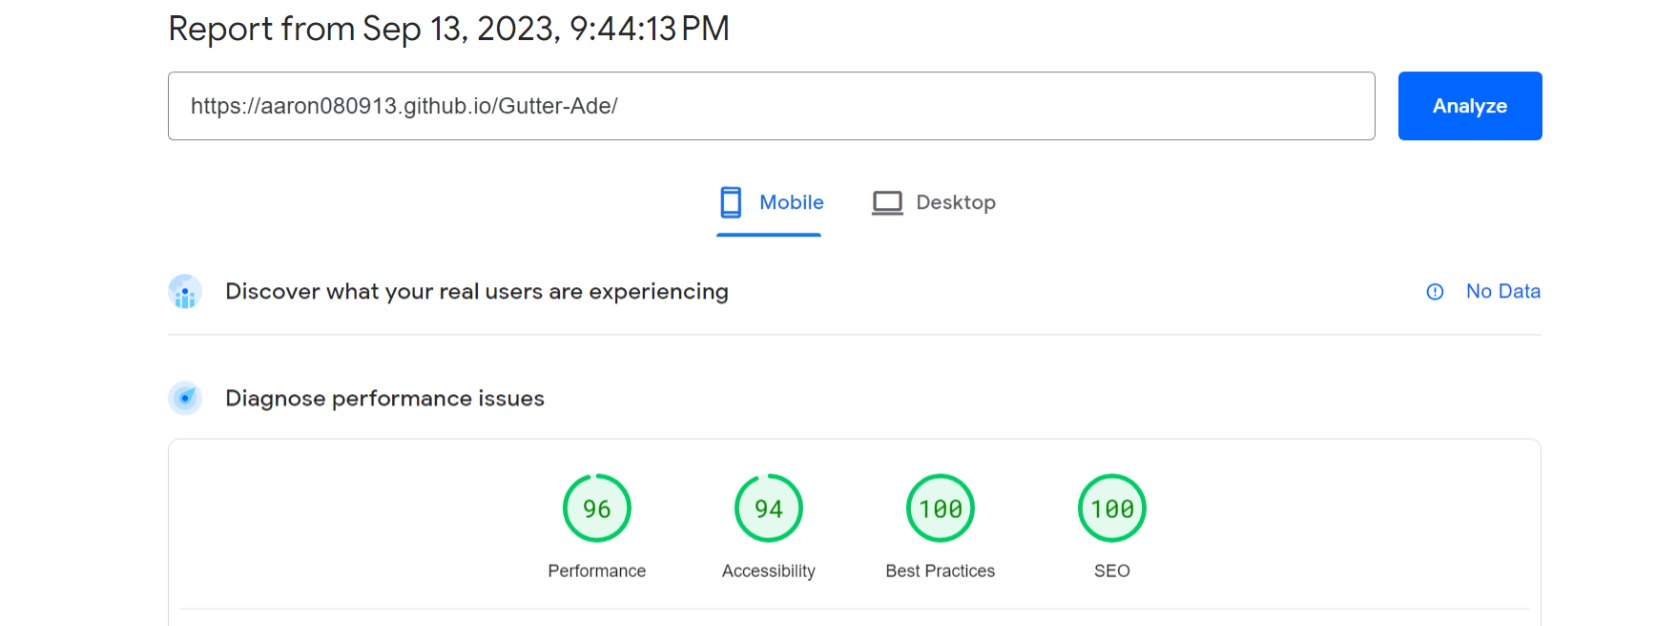 Report from Sep 13, 2023, 9:44:13 PM
https://aaron080913.github.io/Gutter-Ade/
Analyze
Mobile
Desktop
Discover what your real users are experiencing
No Data
Diagnose performance issues
96
94
100
100
Performance
Accessibility
Best Practices
SEO